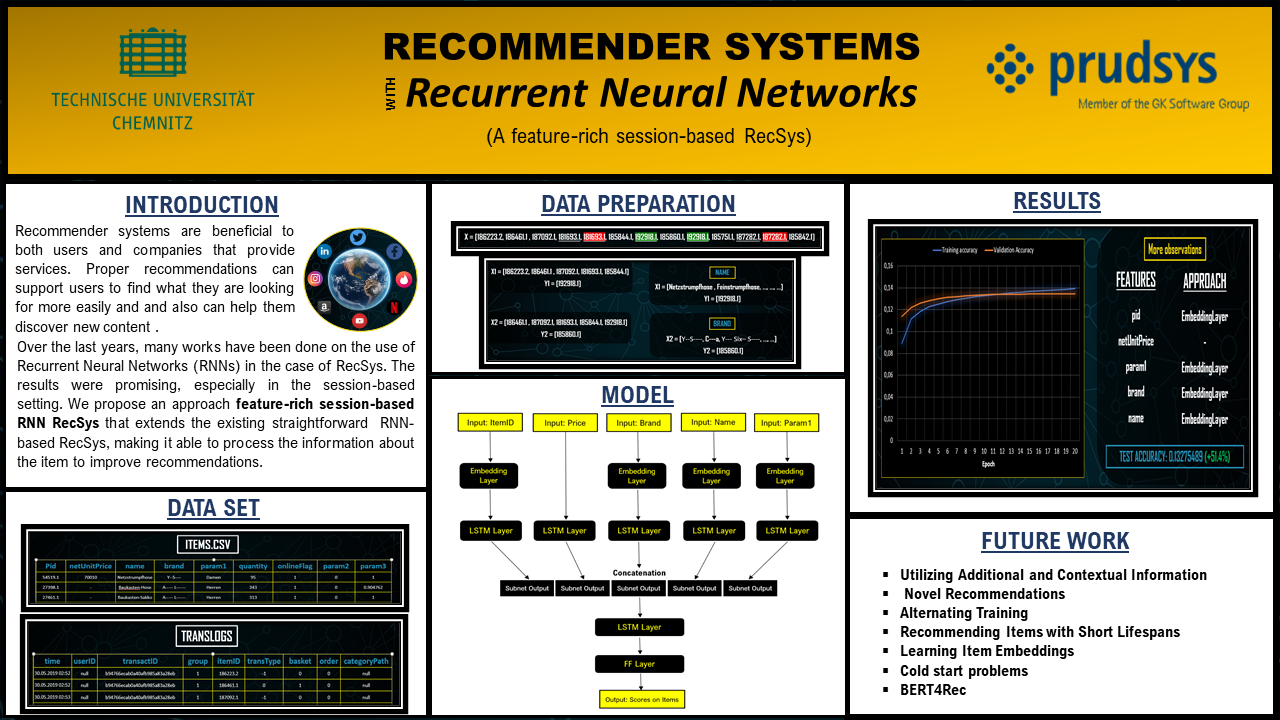 TECHNISCHE UNIVERSITÄT
CHEMNITZ
RECOMMENDER SYSTEMS
WITH
Recurrent Neural Networks
(A feature-rich session-based RecSys)
prudsys
Member of the GK Software Group
INTRODUCTION
Recommender systems are beneficial to
both users and companies that provide
services. Proper recommendations can
support users to find what they are looking
for more easily and and also can help them
discover new content .
Over the last years, many works have been done on the use of
Recurrent Neural Networks (RNNs) in the case of RecSys. The
results were promising, especially in the session-based
setting. We propose an approach feature-rich session-based
RNN RecSys that extends the existing straightforward RNN-
based RecSys, making it able to process the information about
the item to improve recommendations.
DATA SET
ITEMS.CSV
Pid netUnitPrice name brand param1 quantity onlineFlag param2 param3
54519.1 70010 Netzstrumpfhose Y--S---- Damen 95 1 0 1
27398.1 - Baukasten-Hose A----- L------ Herren 243 1 0 0.904762
27461.1 - Baukasten-Sakko A----- L------ Herren 313 1 0 1
TRANSLOGS
time userID transactID group itemID transType basket order categoryPath
30.05.2019 02:52 null b94766ecab0a40afb985a83a28eb 1 186223.2 -1 0 0 null
30.05.2019 02:52 null b94766ecab0a40afb985a83a28eb 1 186461.1 0 1 0 null
30.05.2019 02:53 null b94766ecab0a40afb985a83a28eb 1 187092.1 -1 0 0 null
DATA PREPARATION
X = [186223.2, 186461.1 , 187092.1, 181693.1, 181693.1, 185844.1, 192918.1, 185860.1, 192918.1, 185751.1, 187282.1, 187282.1, 185842.1]
X1 = [186223.2, 186461.1 , 187092.1, 181693.1, 185844.1]
Y1 = [192918.1]
NAME
X1 = [Netzstrumpfhose , Feinstrumpfhose, ..., ..., ...]
Y1 = [192918.1]
X2 = [186461.1 , 187092.1, 181693.1, 185844.1, 192918.1]
Y2 = [185860.1]
BRAND
X2 = [Y--S-----, C---a, Y--- Six-- S----, ..., ...]
Y2 = [185860.1]
MODEL
Input: ItemID Input: Price Input: Brand Input: Name Input: Param1
Embedding Layer Embedding Layer Embedding Layer Embedding Layer
LSTM Layer LSTM Layer LSTM Layer LSTM Layer LSTM Layer
Concatenation
Subnet Output Subnet Output Subnet Output Subnet Output Subnet Output
LSTM Layer
FF Layer
Output: Scores on Items
RESULTS
Training accuracy Validation Accuracy
0,16
0,14
0,12
0,1
0,08
0,06
0,04
0,02
0
1 2 3 4 5 6 7 8 9 10 11 12 13 14 15 16 17 18 19 20
Epoch
More observations
FEATURES APPROACH
pid EmbeddingLayer
netUnitPrice -
param1 EmbeddingLayer
brand EmbeddingLayer
name EmbeddingLayer
TEST ACCURACY: 0.13275489 (+51.4%)
FUTURE WORK
▪ Utilizing Additional and Contextual Information
▪ Novel Recommendations
▪ Alternating Training
▪ Recommending Items with Short Lifespans
▪ Learning Item Embeddings
▪ Cold start problems
▪ BERT4Rec